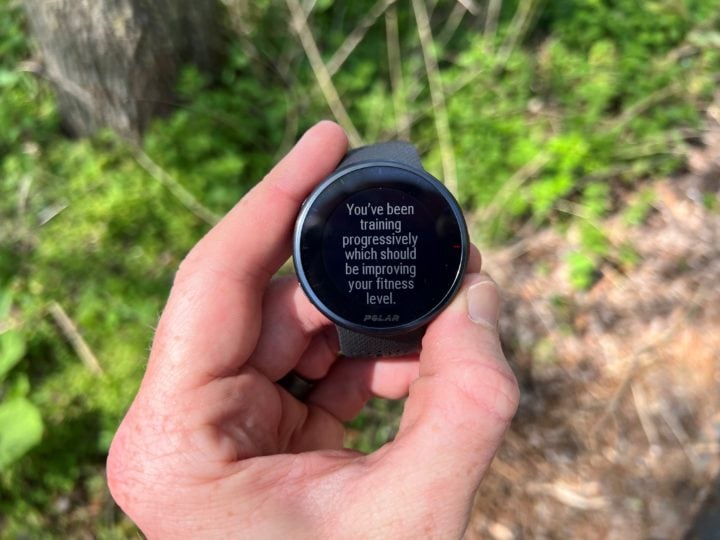 You've been
training
progressively
which should
be improving
your fitness
level.
POLAR